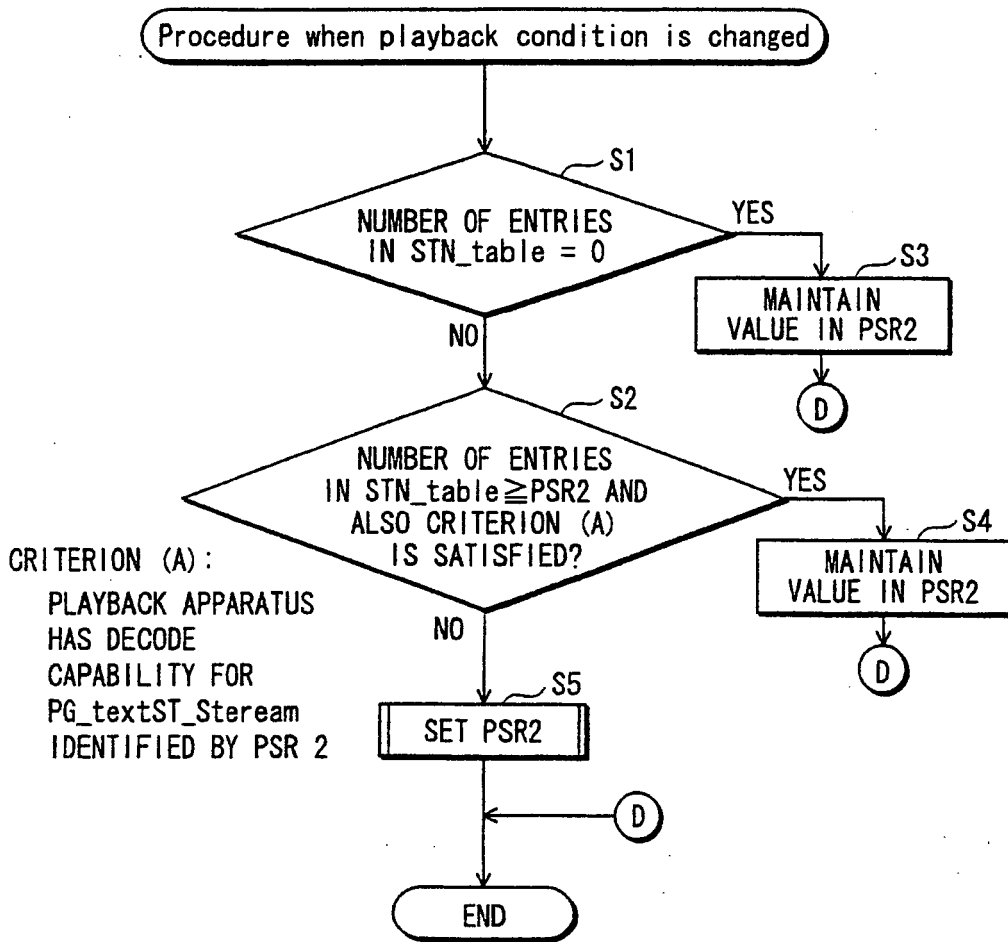 Procedure when playback condition is changed
S1
NUMBER OF ENTRIES
IN STN_table = 0
YES
S3
MAINTAIN
VALUE IN PSR2
D
NO
S2
NUMBER OF ENTRIES
IN STN_table≧PSR2 AND
ALSO CRITERION (A)
IS SATISFIED?
YES
S4
MAINTAIN
VALUE IN PSR2
D
CRITERION (A):
PLAYBACK APPARATUS
HAS DECODE
CAPABILITY FOR
PG_textST_Steream
IDENTIFIED BY PSR 2
NO
S5
SET PSR2
D
END